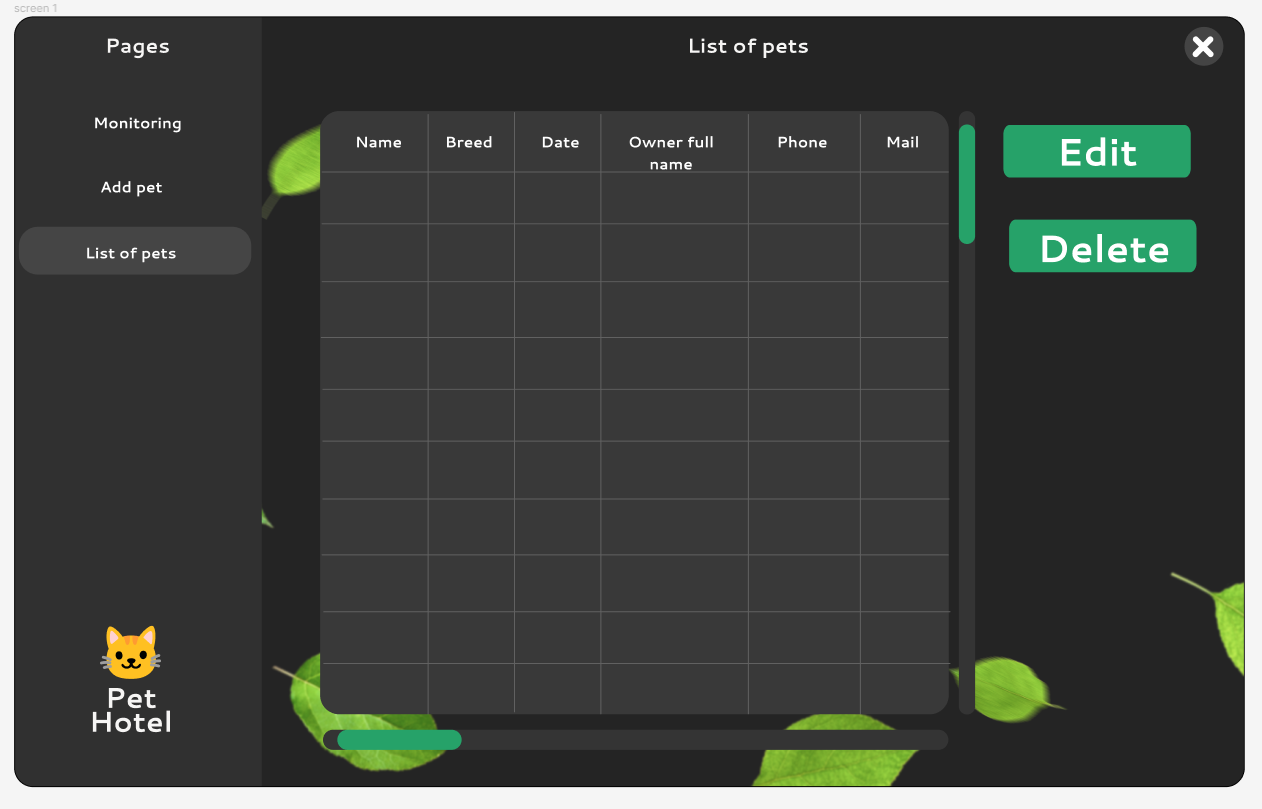 screen 1
Pages
List of pets
Monitoring
Add pet
List of pets
Name Breed Date Owner full name Phone Mail
Edit
Delete
Pet
Hotel